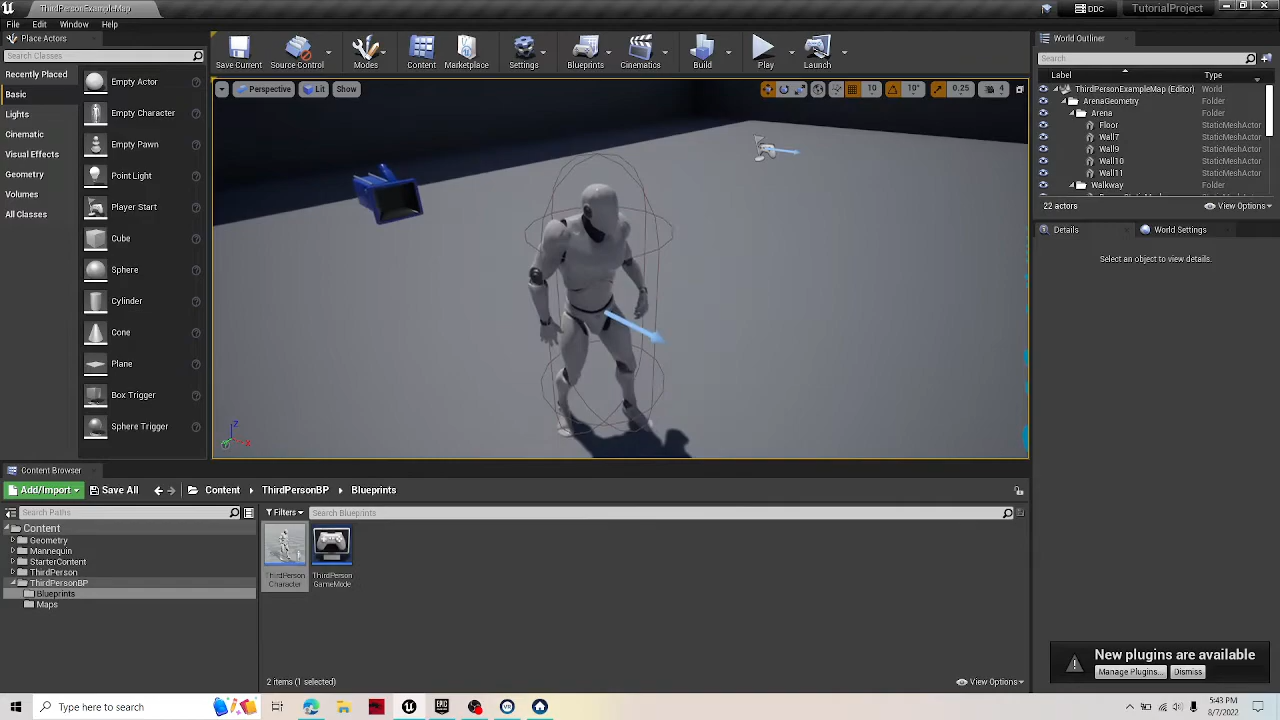 ThirdPersonExampleMap
DDC
TutorialProject
File Edit Window Help
Place Actors
Search Classes
Recently Placed
Basic
Lights
Cinematic
Visual Effects
Geometry
Volumes
All Classes
Empty Actor
Empty Character
Empty Pawn
Point Light
Player Start
Cube
Sphere
Cylinder
Cone
Plane
Box Trigger
Sphere Trigger
Save Current
Source Control
Modes
Content
Marketplace
Settings
Blueprints
Cinematics
Build
Play
Launch
Perspective
Lit
Show
10
10°
0.25
4
World Outliner
Search
Label Type
ThirdPersonExampleMap (Editor) World
ArenaGeometry Folder
Arena Folder
Floor StaticMeshActor
Wall7 StaticMeshActor
Wall9 StaticMeshActor
Wall10 StaticMeshActor
Wall11 StaticMeshActor
Walkway Folder
22 actors View Options
Details
World Settings
Select an object to view details.
Content Browser
Add/Import Save All Content ThirdPersonBP Blueprints
Search Paths
Filters Search Blueprints
Content
Geometry
Mannequin
StarterContent
ThirdPerson
ThirdPersonBP
Blueprints
Maps
ThirdPerson
Character
ThirdPerson
GameMode
2 items (1 selected)
View Options
New plugins are available
Manage Plugins... Dismiss
Type here to search
5:43 PM
8/7/2022